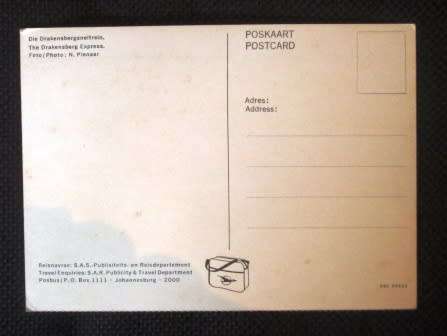 Die Drakensbergsneltrein.
The Drakensberg Express.
Foto/Photo: N. Pienaar
POSKAART
POSTCARD
Adres:
Address:
Reisnavrae: S.A.S.-Publisiteits- en Reisdepartement
Travel Enquiries: S.A.R. Publicity & Travel Department
Posbus/P.O. Box 1111 - Johannesburg - 2000